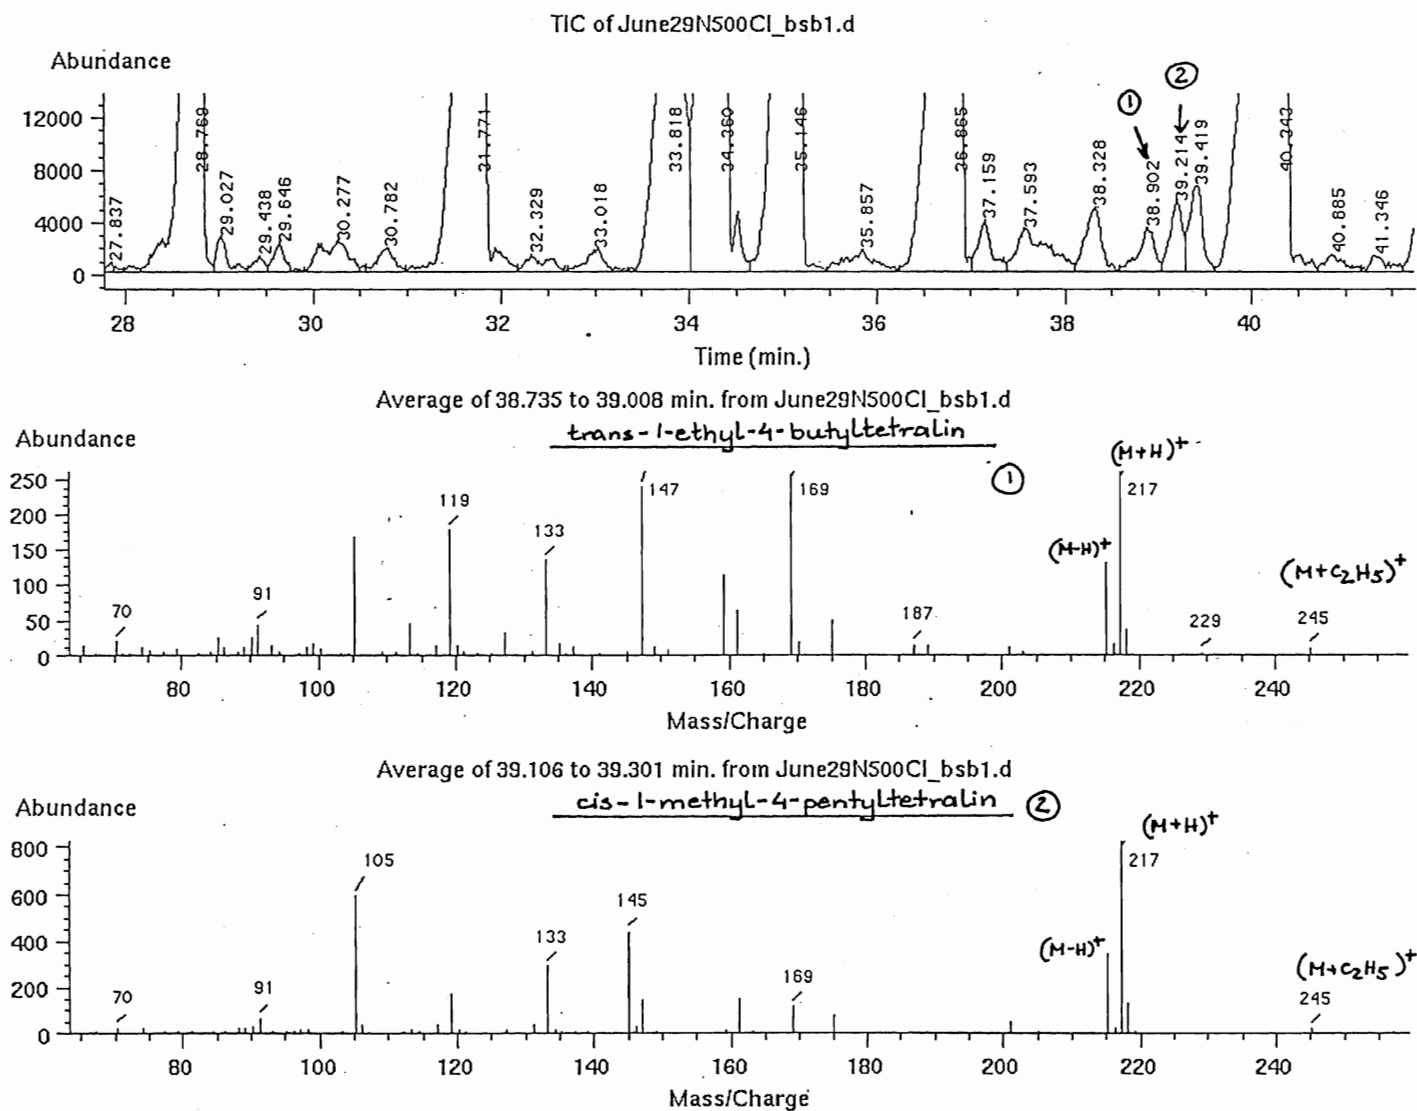 TIC of June29N500CI_bsb1.d
Abundance
① ②
12000
8000
4000
0
27.837 28.769 29.027 29.438 29.646 30.277 30.782 31.771 32.329 33.018 33.818 34.360 35.146 35.857 36.865 37.159 37.593 38.328 38.902 39.214 39.419 40.343 40.885 41.346
28 30 32 34 36 38 40
Time (min.)
Average of 38.735 to 39.008 min. from June29N500CI_bsb1.d
trans-1-ethyl-4-butyltetralin
①
Abundance
250
200
150
100
50
0
70 91 119 133 147 169 187 (M-H)+ (M+H)+ 217 229 (M+C2H5)+ 245
80 100 120 140 160 180 200 220 240
Mass/Charge
Average of 39.106 to 39.301 min. from June29N500CI_bsb1.d
cis-1-methyl-4-pentyltetralin ②
Abundance
800
600
400
200
0
70 91 105 133 145 169 (M-H)+ (M+H)+ 217 (M+C2H5)+ 245
80 100 120 140 160 180 200 220 240
Mass/Charge